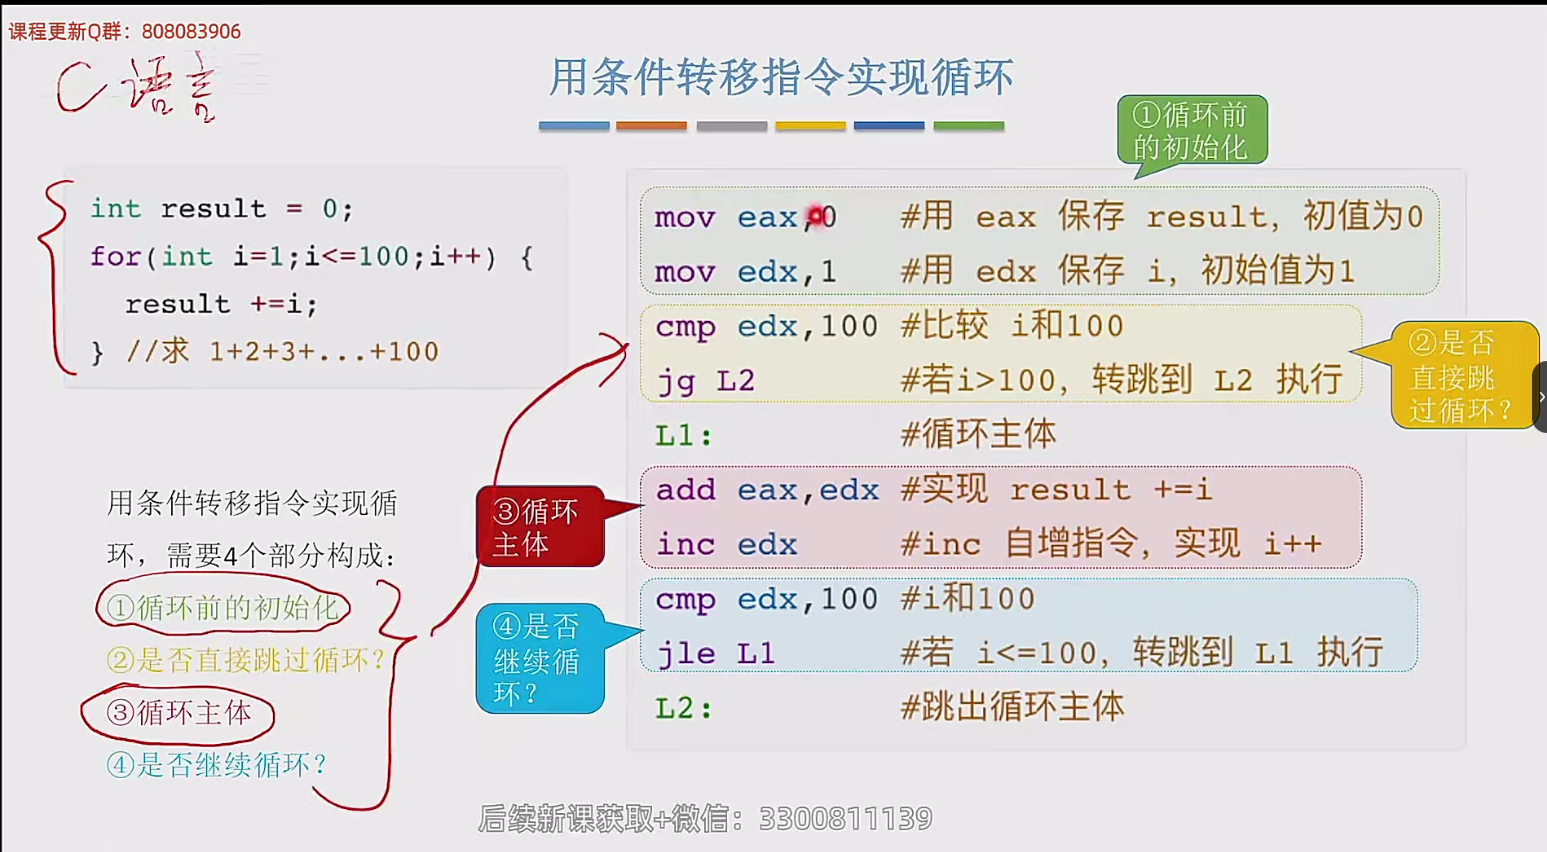 课程更新Q群：808083906
C语言
用条件转移指令实现循环
①循环前
的初始化
int result = 0;
for(int i=1;i<=100;i++) {
result +=i;
} //求 1+2+3+...+100
mov eax,0 #用 eax 保存 result，初值为0
mov edx,1 #用 edx 保存 i，初始值为1
cmp edx,100 #比较 i和100
jg L2 #若i>100，转跳到 L2 执行
②是否
直接跳
过循环？
L1: #循环主体
③循环
主体
add eax,edx #实现 result +=i
inc edx #inc 自增指令，实现 i++
④是否
继续循
环？
cmp edx,100 #i和100
jle L1 #若 i<=100，转跳到 L1 执行
L2: #跳出循环主体
用条件转移指令实现循
环，需要4个部分构成：
①循环前的初始化
②是否直接跳过循环？
③循环主体
④是否继续循环？
后续新课获取+微信：3300811139